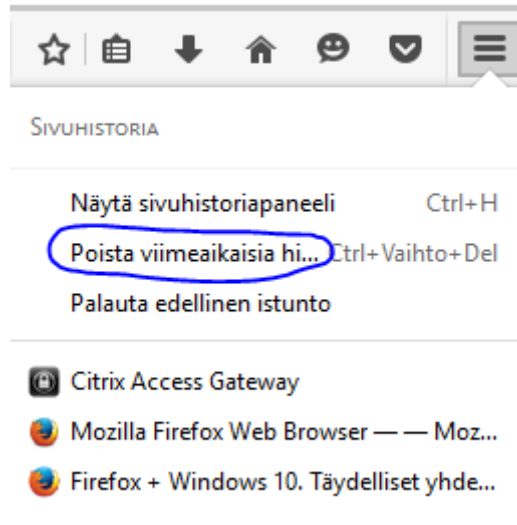 Sivuhistoria
Näytä sivuhistoriapaneeli Ctrl+H
Poista viimeaikaisia hi... Ctrl+Vaihto+Del
Palauta edellinen istunto
Citrix Access Gateway
Mozilla Firefox Web Browser — — Moz...
Firefox + Windows 10. Täydelliset yhde...